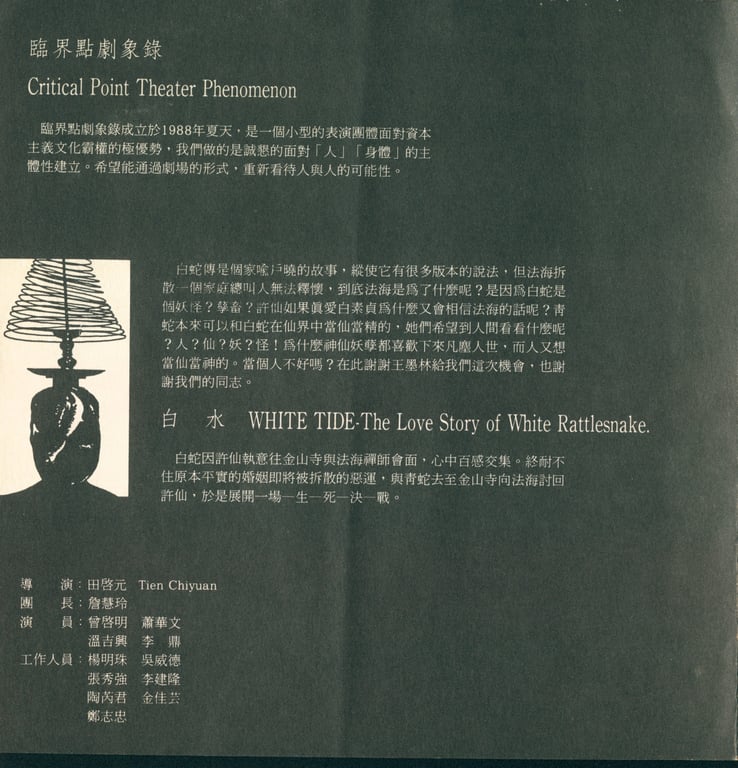 臨界點劇象錄
Critical Point Theater Phenomenon
臨界點劇象錄成立於1988年夏天，是一個小型的表演團體面對資本
主義文化霸權的極優勢，我們做的是誠懇的面對「人」「身體」的主
體性建立。希望能通過劇場的形式，重新看待人與人的可能性。
白蛇傳是個家喻戶曉的故事，縱使它有很多版本的說法，但法海拆
散一個家庭總叫人無法釋懷，到底法海是爲了什麼呢？是因爲白蛇是
個妖怪？孽畜？許仙如果眞愛白素貞爲什麼又會相信法海的話呢？靑
蛇本來可以和白蛇在仙界中當仙當精的，她們希望到人間看看什麼呢
？人？仙？妖？怪！爲什麼神仙妖孽都喜歡下來凡塵人世，而人又想
當仙當神的。當個人不好嗎？在此謝謝王墨林給我們這次機會，也謝
謝我們的同志。
白 水 WHITE TIDE-The Love Story of White Rattlesnake.
白蛇因許仙執意往金山寺與法海禪師會面，心中百感交集。終耐不
住原本平實的婚姻即將被拆散的惡運，與靑蛇去至金山寺向法海討回
許仙，於是展開一場一生一死一決一戰。
導 演：田啓元 Tien Chiyuan
團 長：詹慧玲
演 員：曾啓明 蕭華文
溫吉興 李 鼎
工作人員：楊明珠 吳威德
張秀強 李建隆
陶芮君 金佳芸
鄭志忠